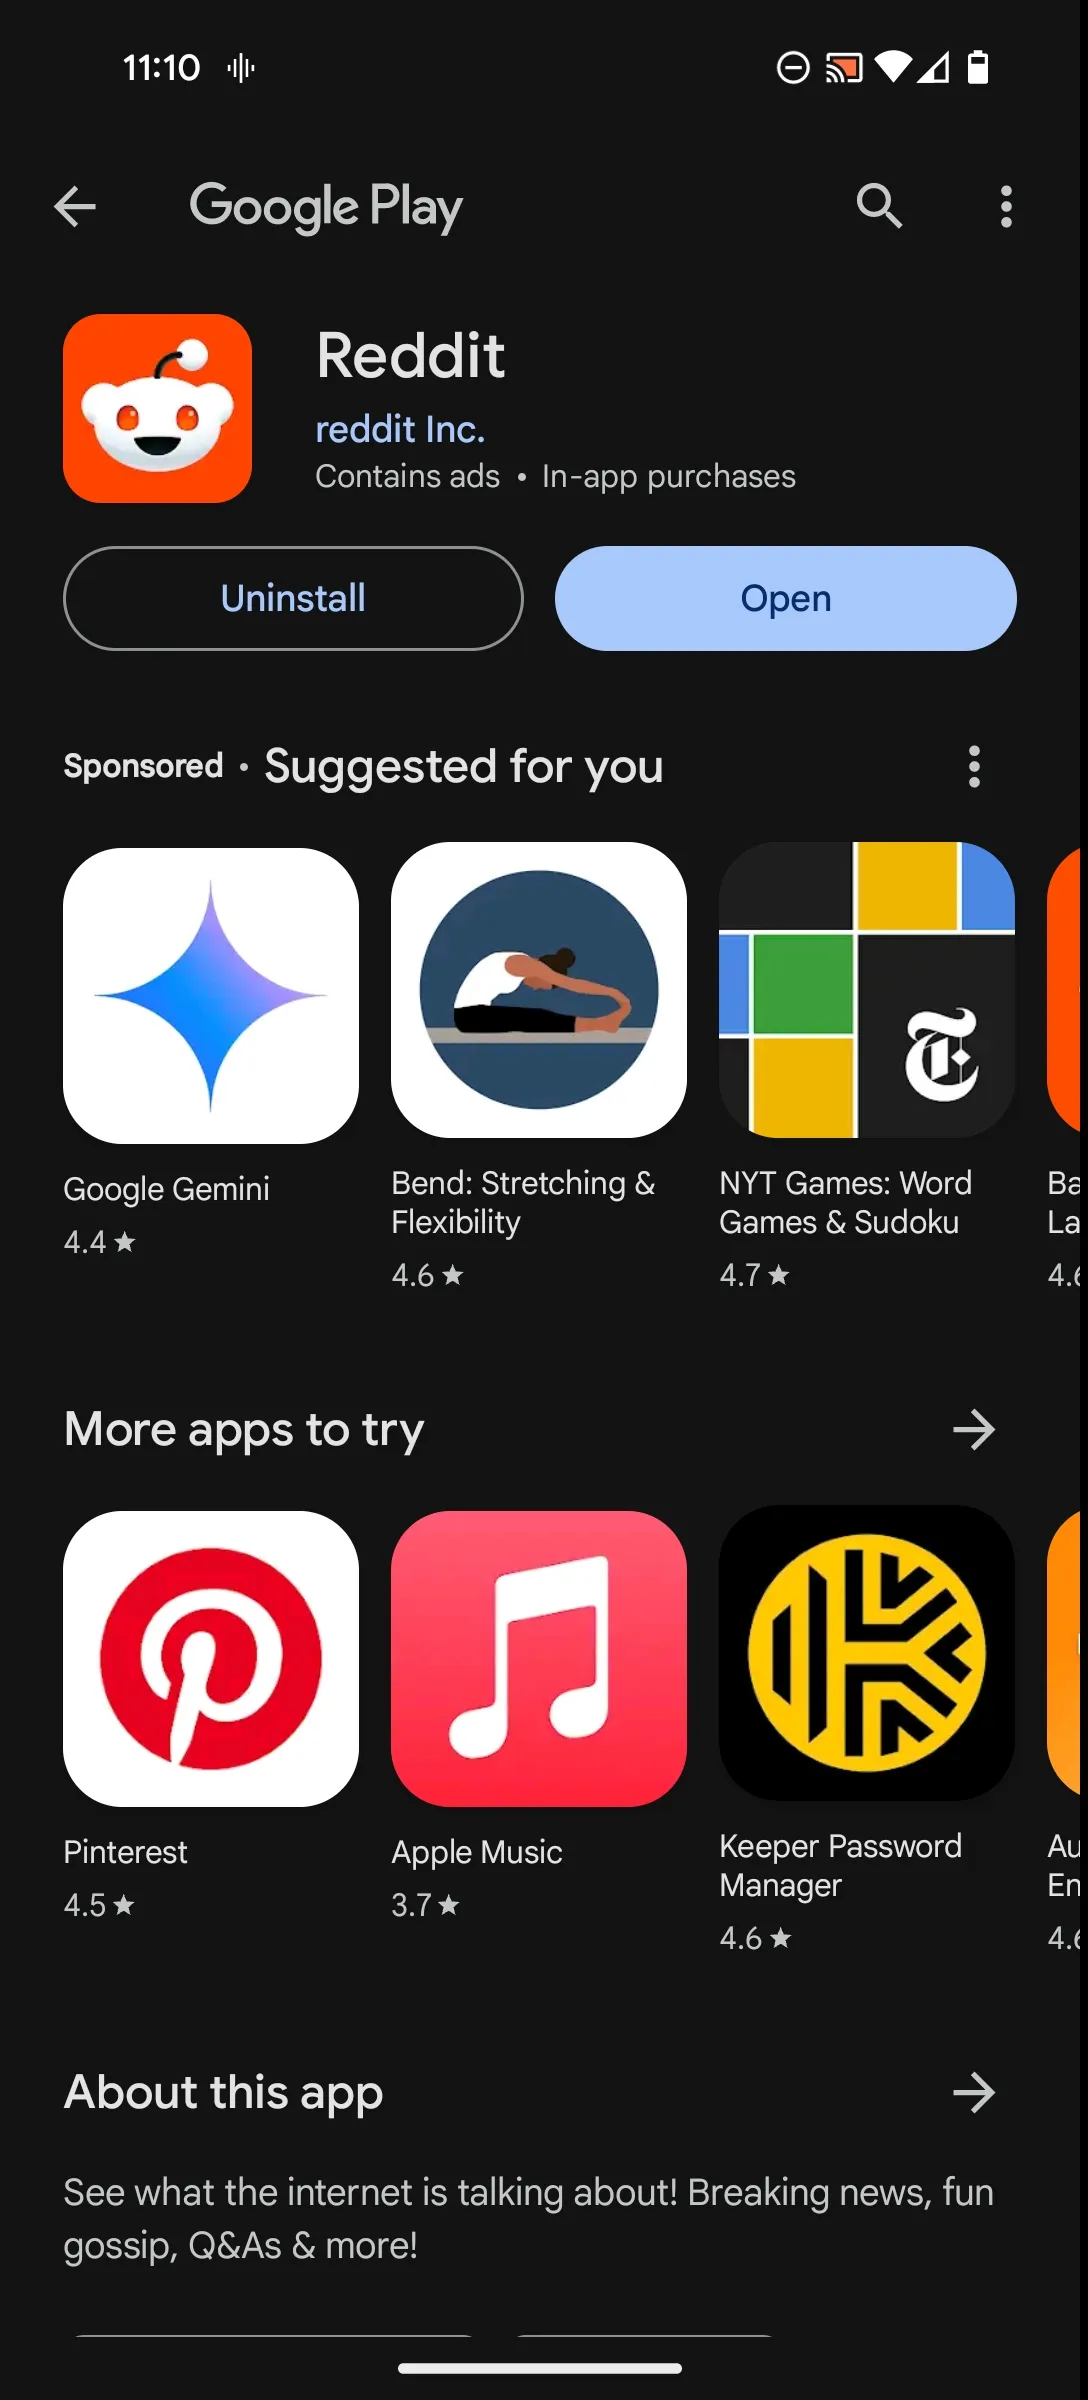 11:10
Google Play
Reddit
reddit Inc.
Contains ads • In-app purchases
Uninstall
Open
Sponsored • Suggested for you
Google Gemini
4.4 ★
Bend: Stretching &
Flexibility
4.6 ★
NYT Games: Word
Games & Sudoku
4.7 ★
Ba
La
4.6
More apps to try
Pinterest
4.5 ★
Apple Music
3.7 ★
Keeper Password
Manager
4.6 ★
Au
En
4.6
About this app
See what the internet is talking about! Breaking news, fun
gossip, Q&As & more!